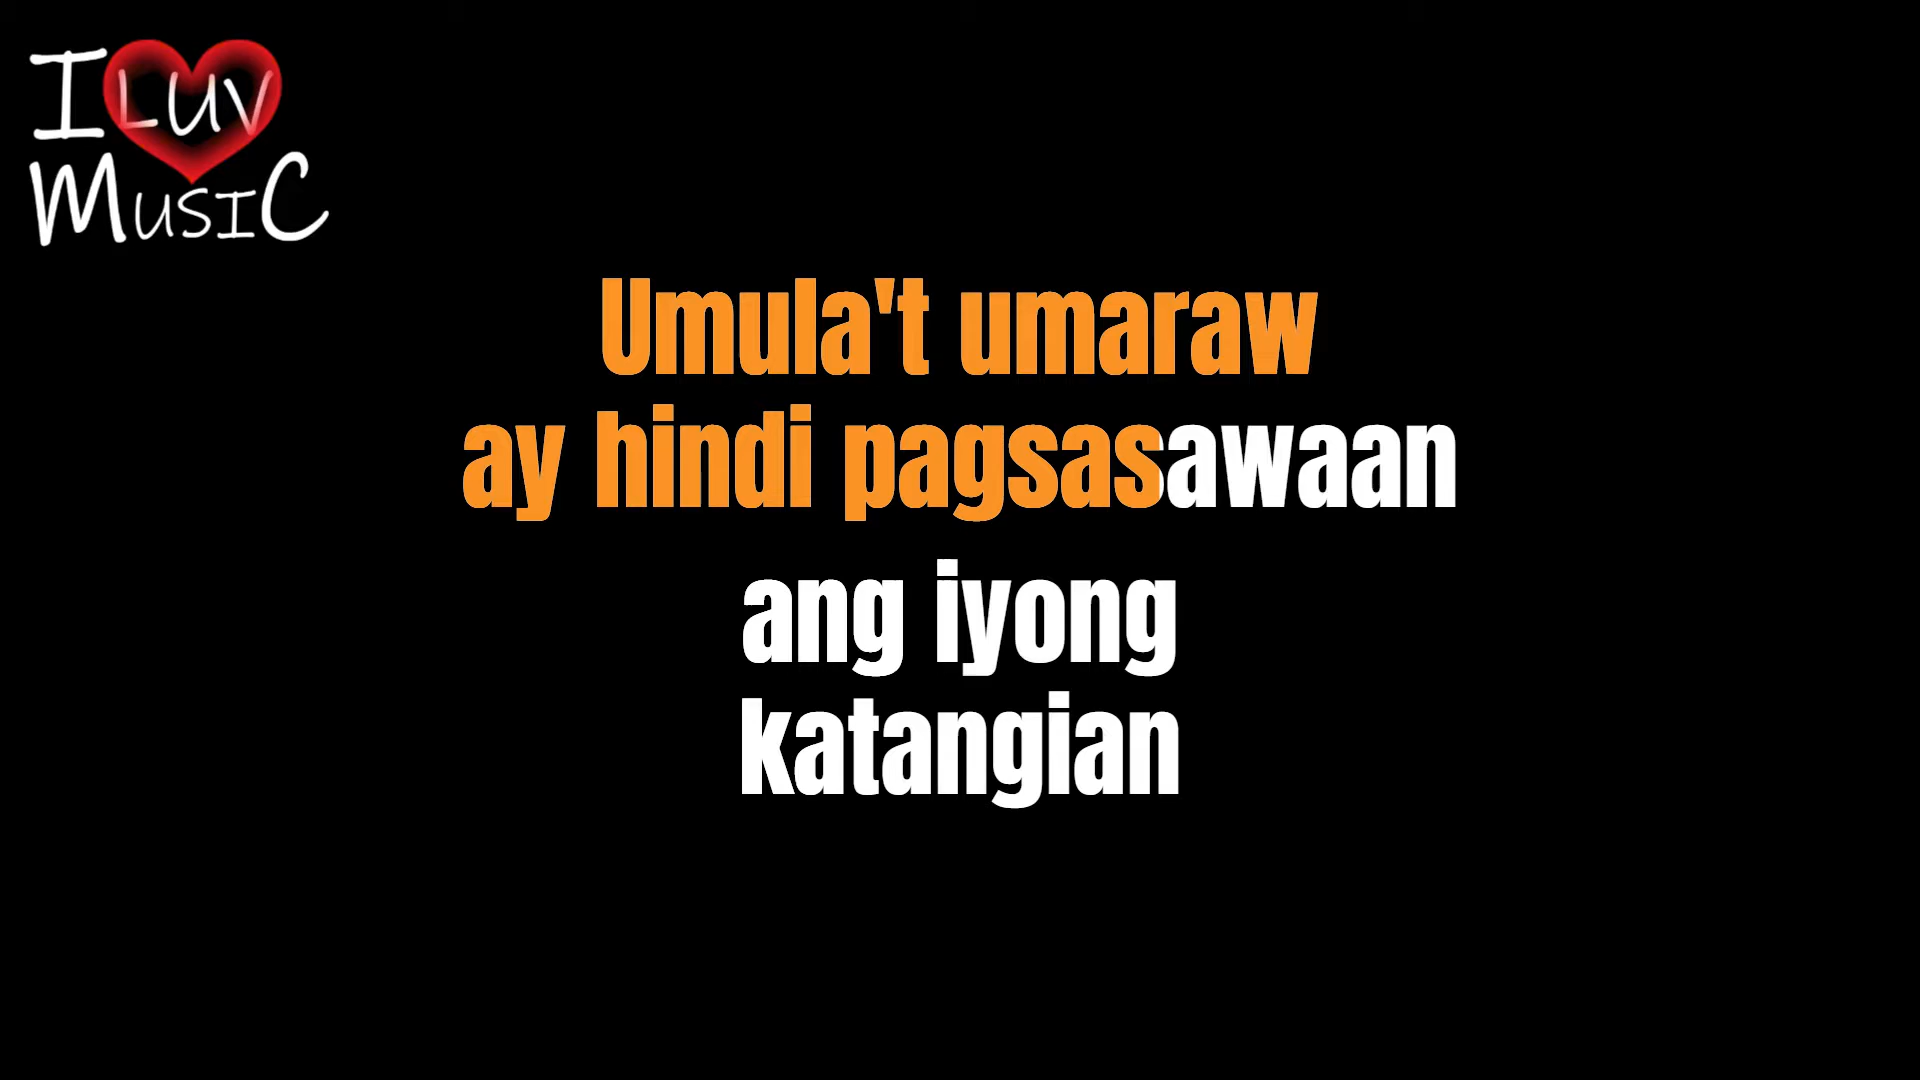 I LUV
MUSIC
Umula't umaraw
ay hindi pagsasawaan
ang iyong
katangian